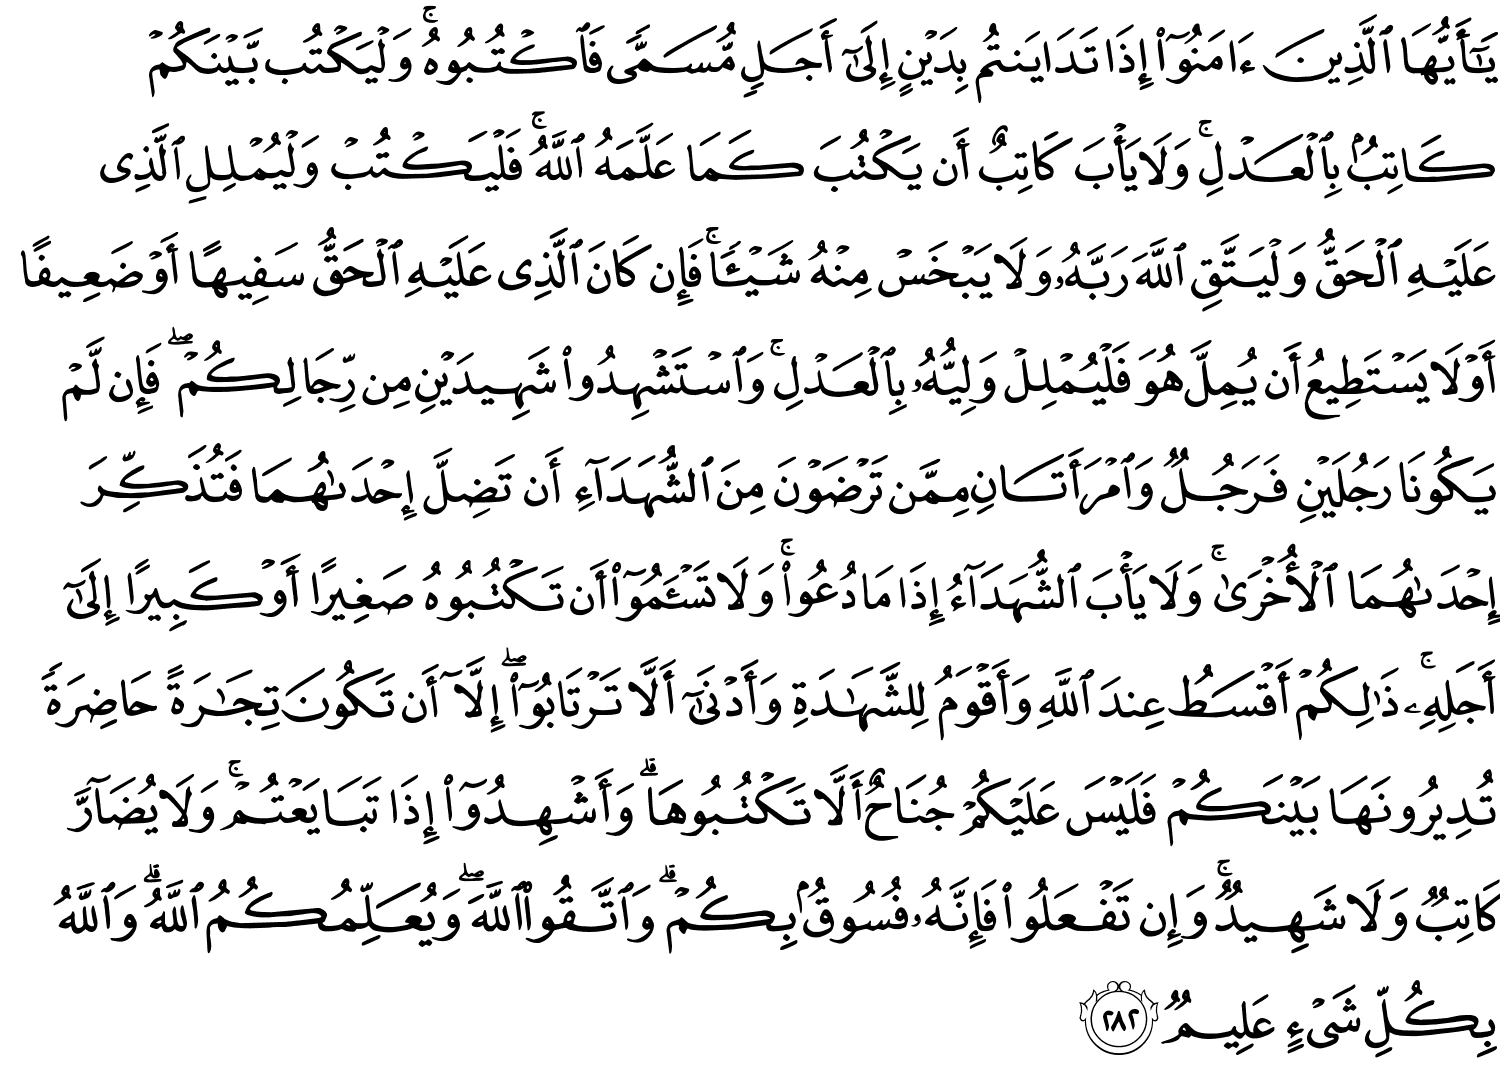 يَٰٓأَيُّهَا ٱلَّذِينَ ءَامَنُوٓا۟ إِذَا تَدَايَنتُم بِدَيْنٍ إِلَىٰٓ أَجَلٍ مُّسَمًّى فَٱكْتُبُوهُ ۚ وَلْيَكْتُب بَّيْنَكُمْ
كَاتِبٌۢ بِٱلْعَدْلِ ۚ وَلَا يَأْبَ كَاتِبٌ أَن يَكْتُبَ كَمَا عَلَّمَهُ ٱللَّهُ ۚ فَلْيَكْتُبْ وَلْيُمْلِلِ ٱلَّذِى
عَلَيْهِ ٱلْحَقُّ وَلْيَتَّقِ ٱللَّهَ رَبَّهُۥ وَلَا يَبْخَسْ مِنْهُ شَيْـًٔا ۚ فَإِن كَانَ ٱلَّذِى عَلَيْهِ ٱلْحَقُّ سَفِيهًا أَوْ ضَعِيفًا
أَوْ لَا يَسْتَطِيعُ أَن يُمِلَّ هُوَ فَلْيُمْلِلْ وَلِيُّهُۥ بِٱلْعَدْلِ ۚ وَٱسْتَشْهِدُوا۟ شَهِيدَيْنِ مِن رِّجَالِكُمْ ۖ فَإِن لَّمْ
يَكُونَا رَجُلَيْنِ فَرَجُلٌ وَٱمْرَأَتَانِ مِمَّن تَرْضَوْنَ مِنَ ٱلشُّهَدَآءِ أَن تَضِلَّ إِحْدَىٰهُمَا فَتُذَكِّرَ
إِحْدَىٰهُمَا ٱلْأُخْرَىٰ ۚ وَلَا يَأْبَ ٱلشُّهَدَآءُ إِذَا مَا دُعُوا۟ ۚ وَلَا تَسْـَٔمُوٓا۟ أَن تَكْتُبُوهُ صَغِيرًا أَوْ كَبِيرًا إِلَىٰٓ
أَجَلِهِۦ ۚ ذَٰلِكُمْ أَقْسَطُ عِندَ ٱللَّهِ وَأَقْوَمُ لِلشَّهَٰدَةِ وَأَدْنَىٰٓ أَلَّا تَرْتَابُوٓا۟ ۖ إِلَّآ أَن تَكُونَ تِجَٰرَةً حَاضِرَةً
تُدِيرُونَهَا بَيْنَكُمْ فَلَيْسَ عَلَيْكُمْ جُنَاحٌ أَلَّا تَكْتُبُوهَا ۗ وَأَشْهِدُوٓا۟ إِذَا تَبَايَعْتُمْ ۚ وَلَا يُضَآرَّ
كَاتِبٌ وَلَا شَهِيدٌ ۚ وَإِن تَفْعَلُوا۟ فَإِنَّهُۥ فُسُوقٌۢ بِكُمْ ۗ وَٱتَّقُوا۟ ٱللَّهَ ۖ وَيُعَلِّمُكُمُ ٱللَّهُ ۗ وَٱللَّهُ
بِكُلِّ شَىْءٍ عَلِيمٌ ٢٨٢